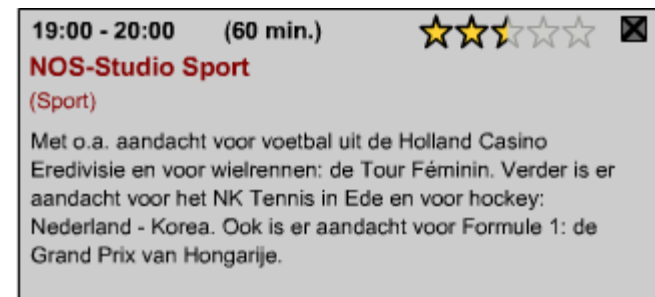 19:00 - 20:00 (60 min.)
NOS-Studio Sport
(Sport)
Met o.a. aandacht voor voetbal uit de Holland Casino
Eredivisie en voor wielrennen: de Tour Féminin. Verder is er
aandacht voor het NK Tennis in Ede en voor hockey:
Nederland - Korea. Ook is er aandacht voor Formule 1: de
Grand Prix van Hongarije.